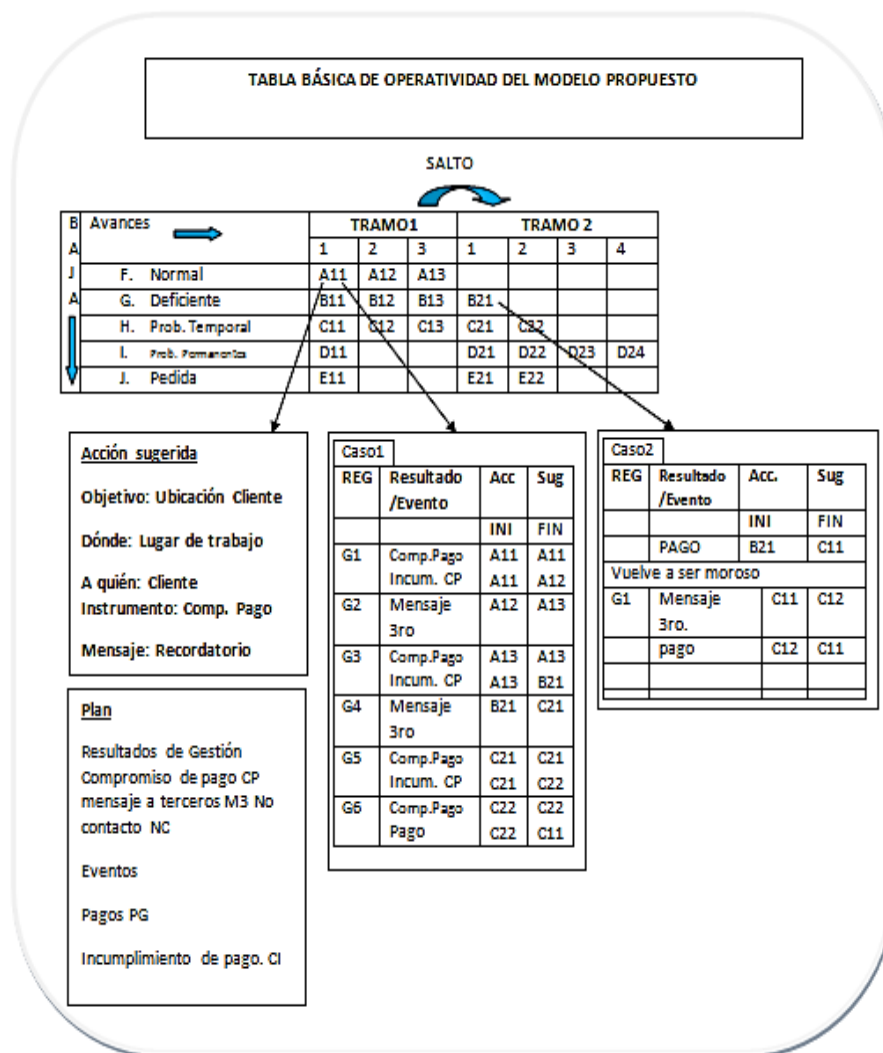 TABLA BÁSICA DE OPERATIVIDAD DEL MODELO PROPUESTO
SALTO
B Avances TRAMO1 TRAMO 2
A 1 2 3 1 2 3 4
J F. Normal A11 A12 A13
A G. Deficiente B11 B12 B13 B21
H. Prob. Temporal C11 C12 C13 C21 C22
I. Prob. Permanentes D11 D21 D22 D23 D24
J. Pedida E11 E21 E22
Acción sugerida
Objetivo: Ubicación Cliente
Dónde: Lugar de trabajo
A quién: Cliente
Instrumento: Comp. Pago
Mensaje: Recordatorio
Plan
Resultados de Gestión
Compromiso de pago CP
mensaje a terceros M3 No
contacto NC
Eventos
Pagos PG
Incumplimiento de pago. CI
Caso1
REG Resultado Acc Sug
/Evento
INI FIN
G1 Comp.Pago A11 A11
Incum. CP A11 A12
G2 Mensaje A12 A13
3ro
G3 Comp.Pago A13 A13
Incum. CP A13 B21
G4 Mensaje B21 C21
3ro
G5 Comp.Pago C21 C21
Incum. CP C21 C22
G6 Comp.Pago C22 C22
Pago C22 C11
Caso2
REG Resultado Acc. Sug
/Evento
INI FIN
PAGO B21 C11
Vuelve a ser moroso
G1 Mensaje C11 C12
3ro.
pago C12 C11